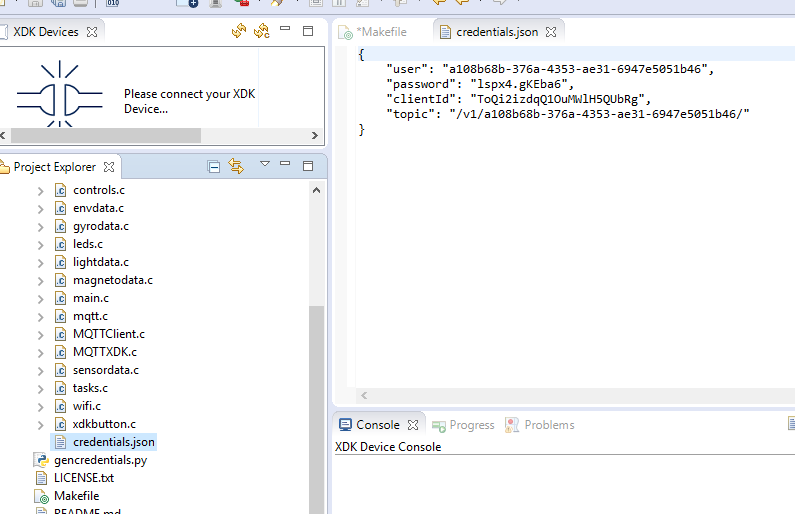 010
XDK Devices
*Makefile
credentials.json
Please connect your XDK
Device...
{
"user": "a108b68b-376a-4353-ae31-6947e5051b46",
"password": "lspx4.gKEba6",
"clientId": "ToQi2izdqQ1OuMWlH5QUbRg",
"topic": "/v1/a108b68b-376a-4353-ae31-6947e5051b46/"
}
Project Explorer
.c controls.c
.c envdata.c
.c gyrodata.c
.c leds.c
.c lightdata.c
.c magnetodata.c
.c main.c
.c mqtt.c
.c MQTTClient.c
.c MQTTXDK.c
.c sensordata.c
.c tasks.c
.c wifi.c
.c xdkbutton.c
credentials.json
gencredentials.py
LICENSE.txt
Makefile
README.md
Console
Progress
Problems
XDK Device Console